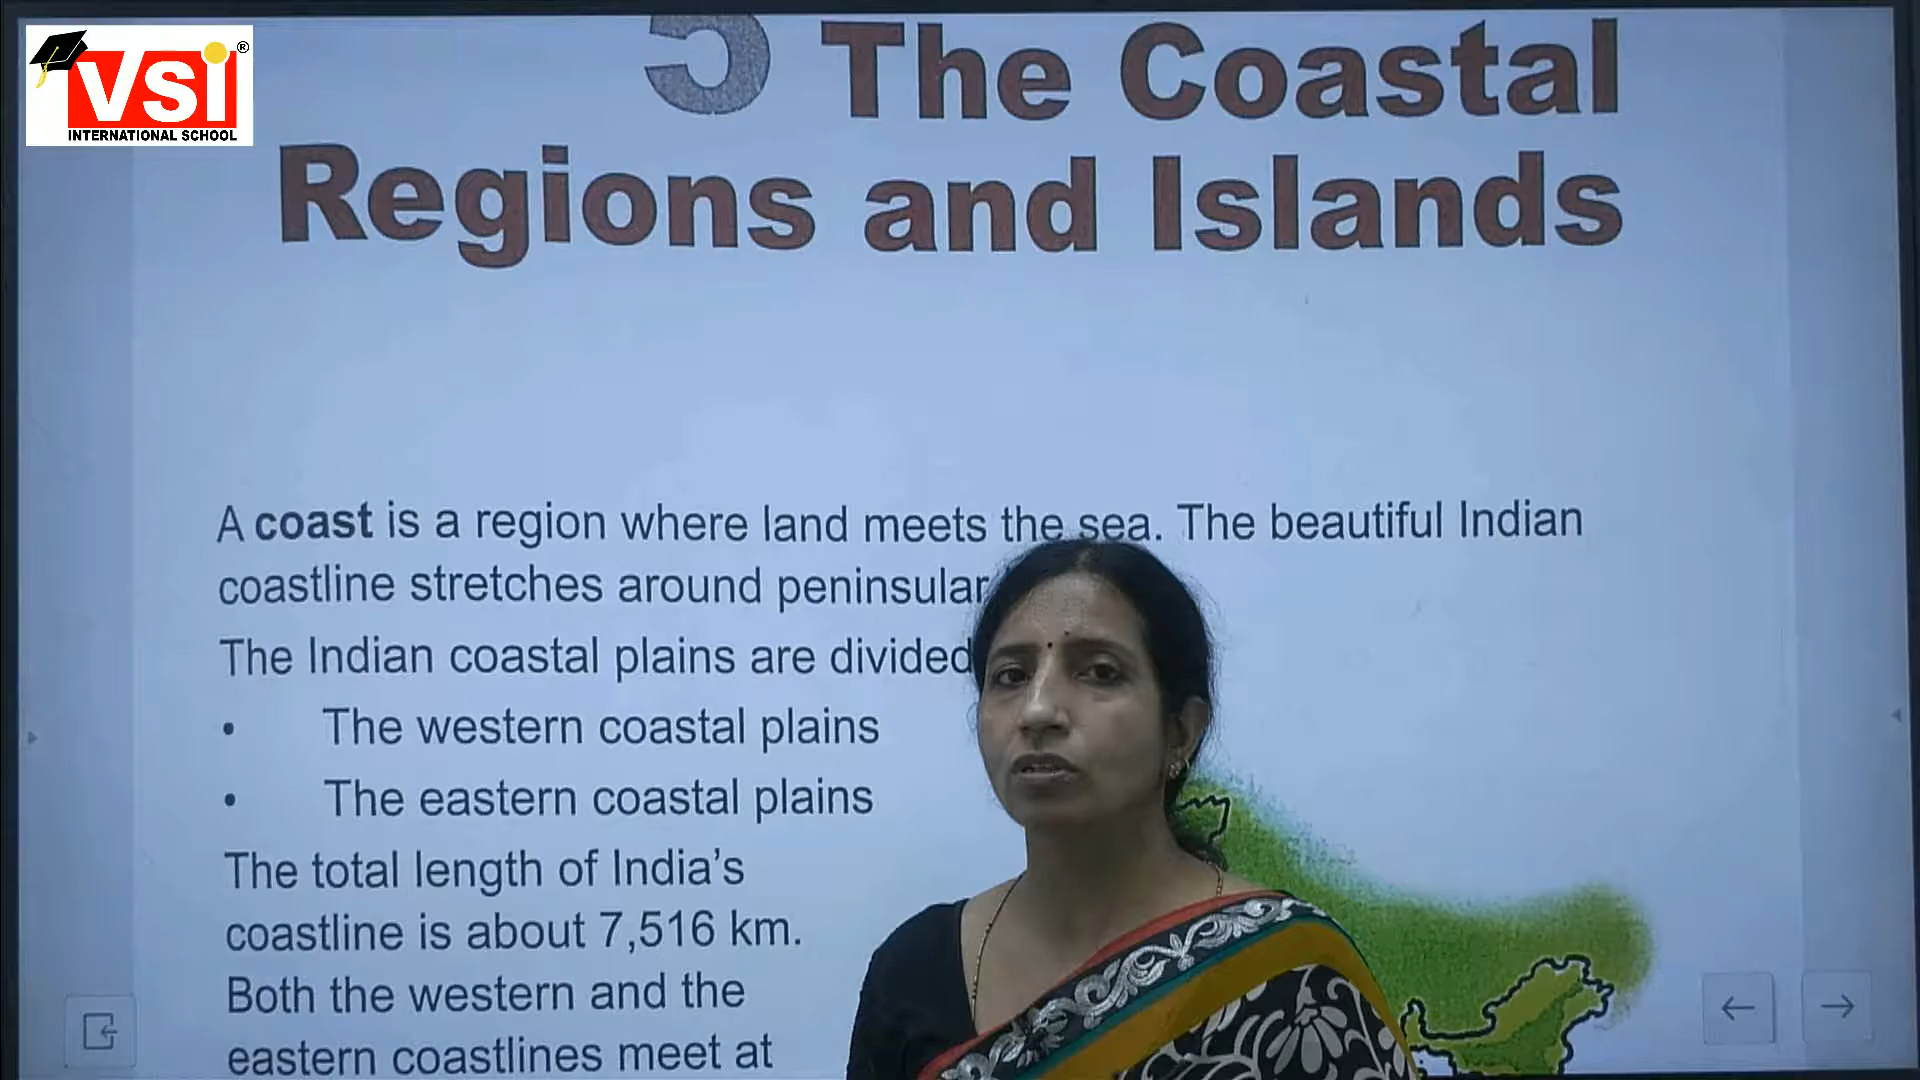 VSI®
INTERNATIONAL SCHOOL
5 The Coastal
Regions and Islands
A coast is a region where land meets the sea. The beautiful Indian
coastline stretches around peninsular
The Indian coastal plains are divided
• The western coastal plains
• The eastern coastal plains
The total length of India's
coastline is about 7,516 km.
Both the western and the
eastern coastlines meet at